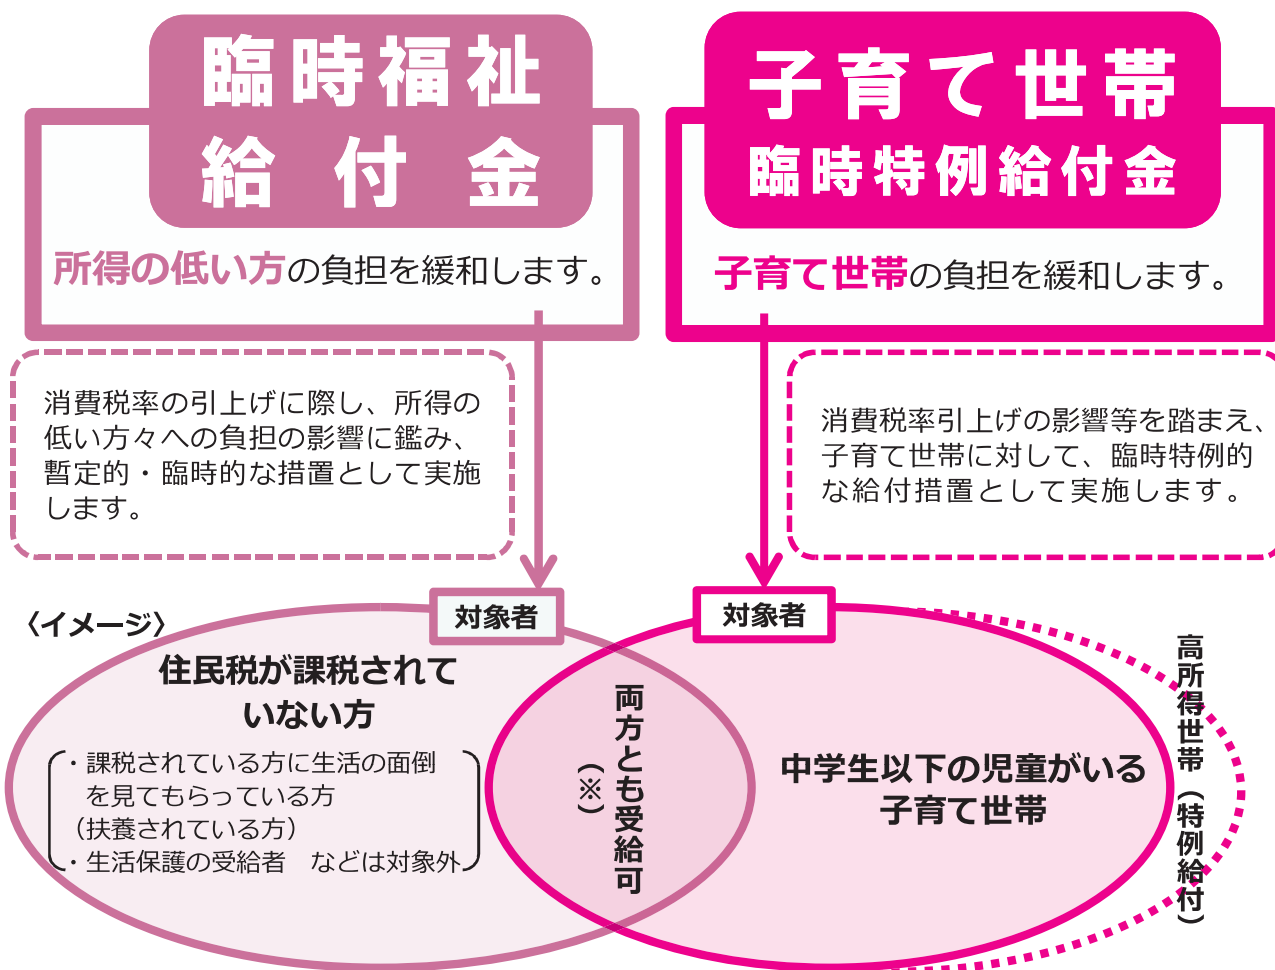 臨時福祉
給付金
所得の低い方の負担を緩和します。
消費税率の引上げに際し、所得の
低い方々への負担の影響に鑑み、
暫定的・臨時的な措置として実施
します。
子育て世帯
臨時特例給付金
子育て世帯の負担を緩和します。
消費税率引上げの影響等を踏まえ、
子育て世帯に対して、臨時特例的
な給付措置として実施します。
〈イメージ〉
対象者
住民税が課税されて
いない方
・課税されている方に生活の面倒
を見てもらっている方
（扶養されている方）
・生活保護の受給者　などは対象外
両方とも受給可
（※）
対象者
中学生以下の児童がいる
子育て世帯
高所得世帯（特例給付）